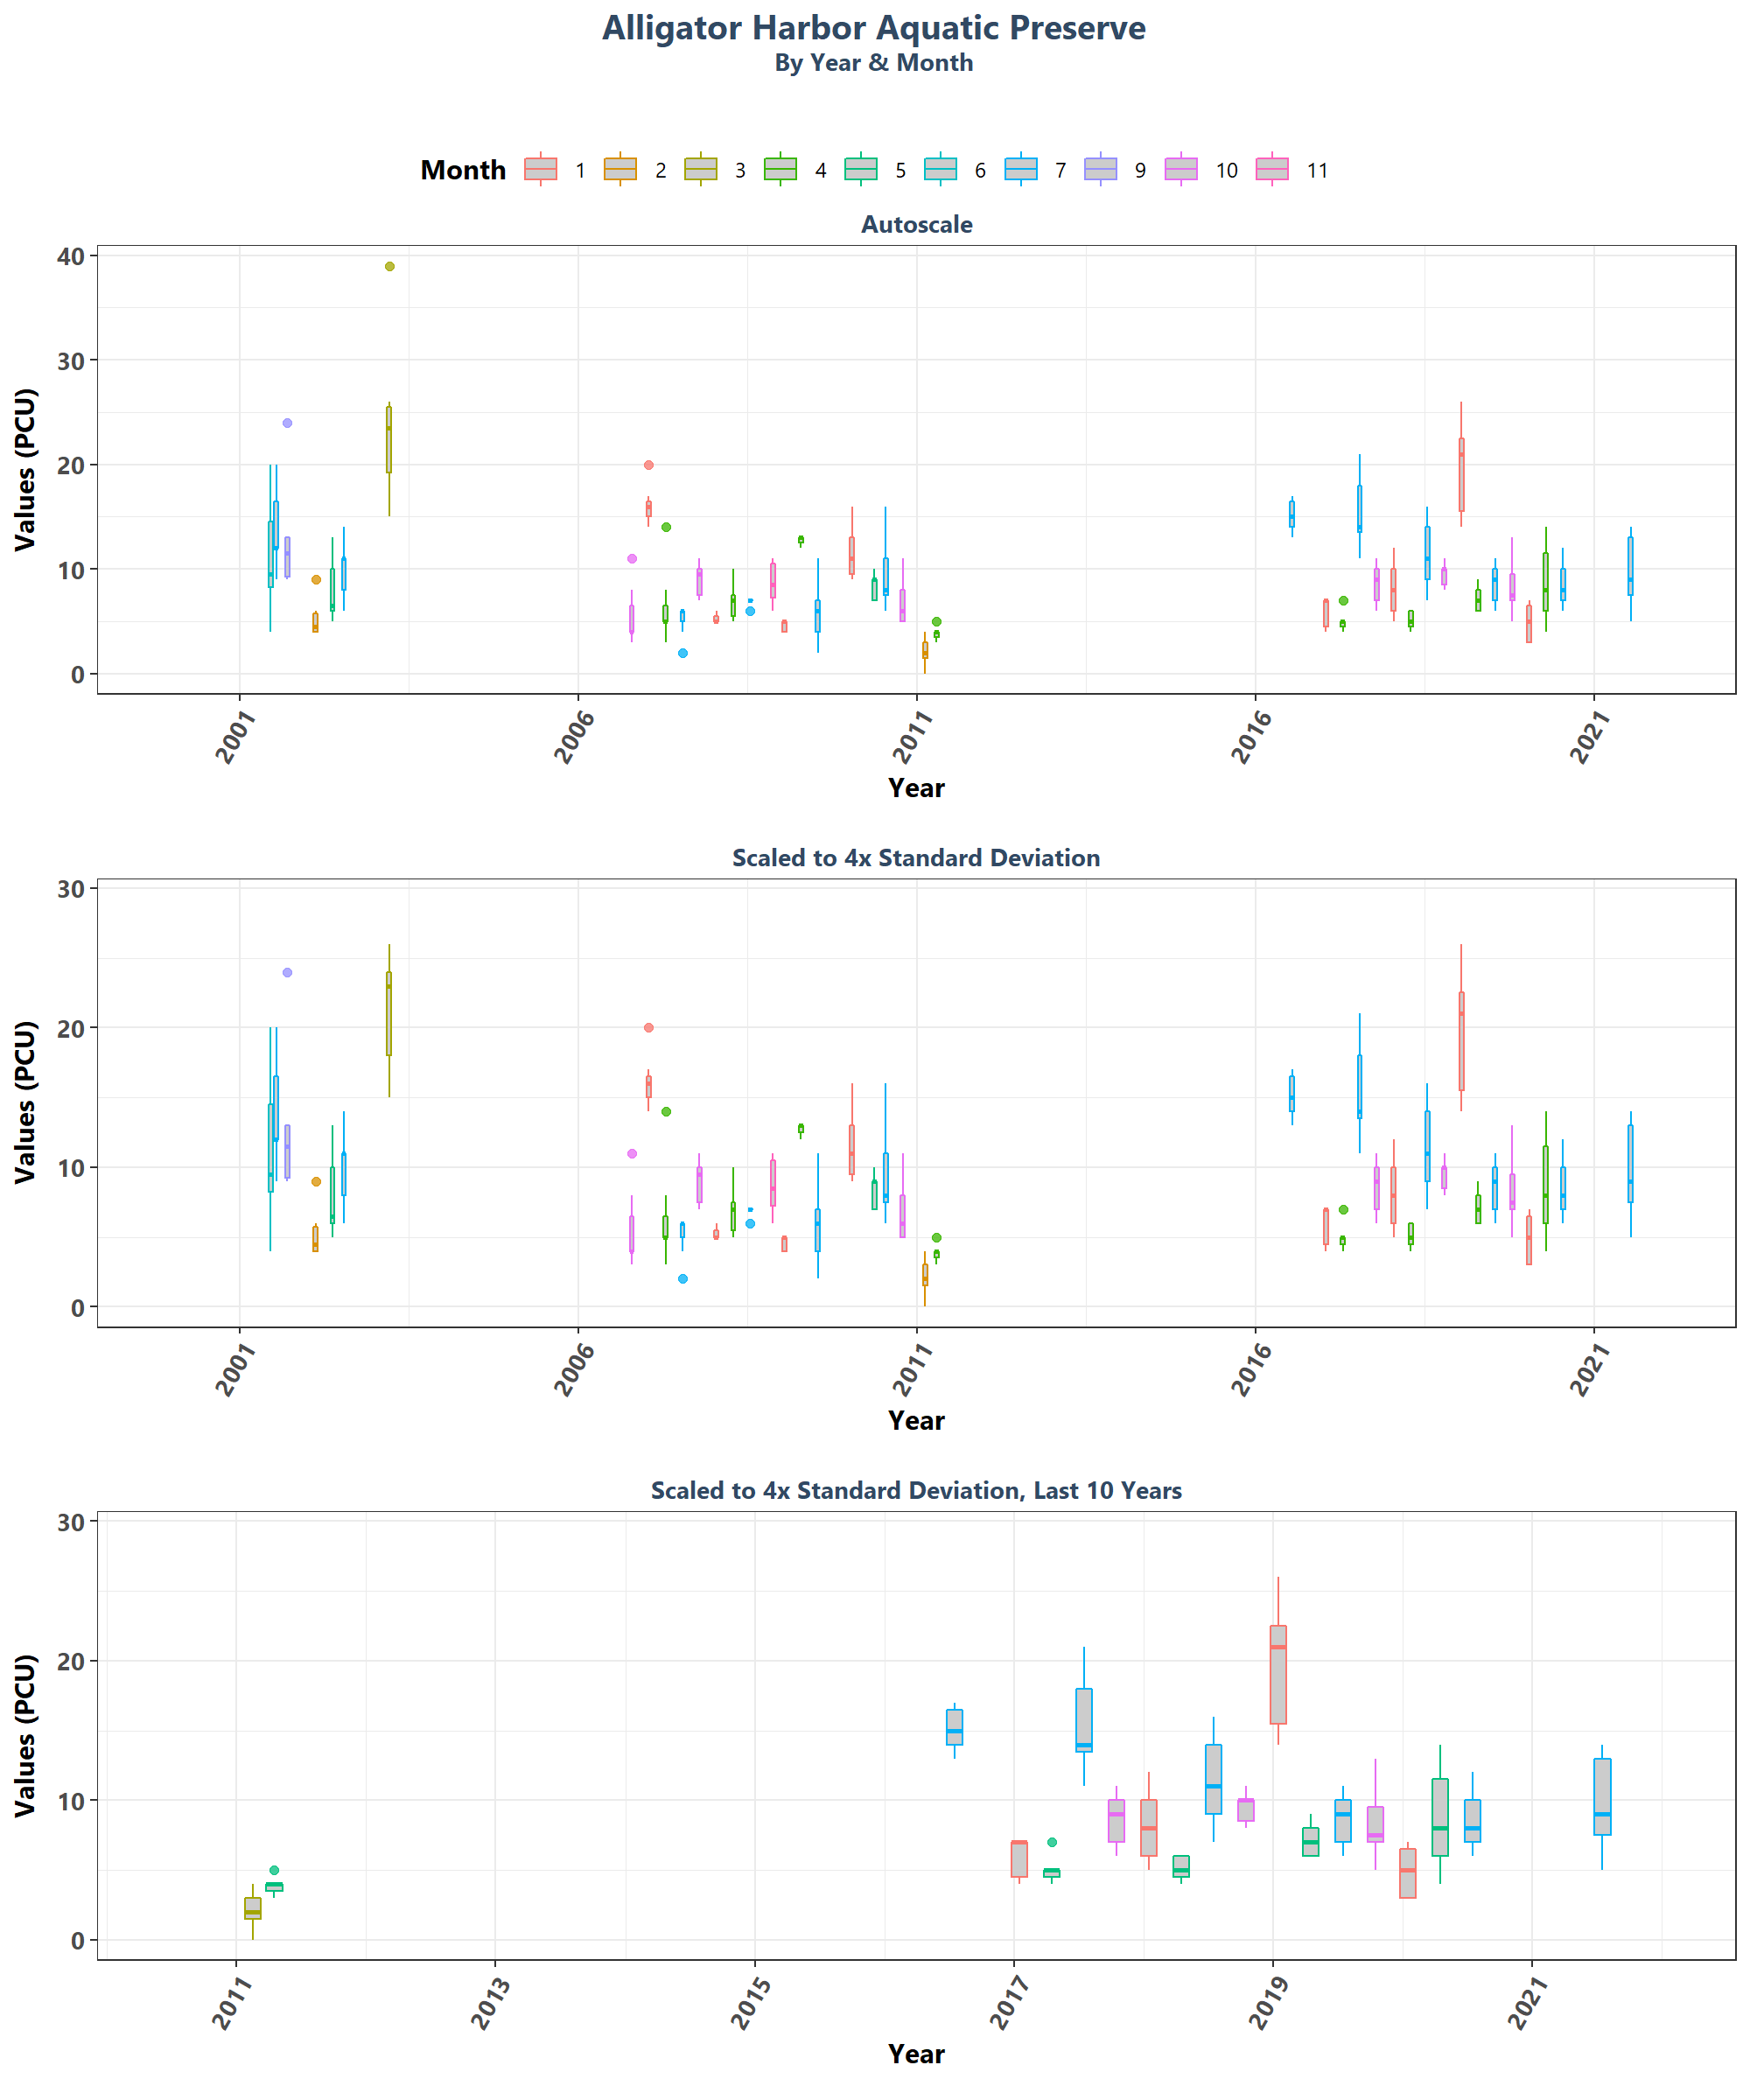 Alligator Harbor Aquatic Preserve
By Year & Month
Month 1 2 3 4 5 6 7 9 10 11
Autoscale
40
30
20
10
0
Values (PCU)
2001 2006 2011 2016 2021
Year
Scaled to 4x Standard Deviation
30
20
10
0
Values (PCU)
2001 2006 2011 2016 2021
Year
Scaled to 4x Standard Deviation, Last 10 Years
30
20
10
0
Values (PCU)
2011 2013 2015 2017 2019 2021
Year